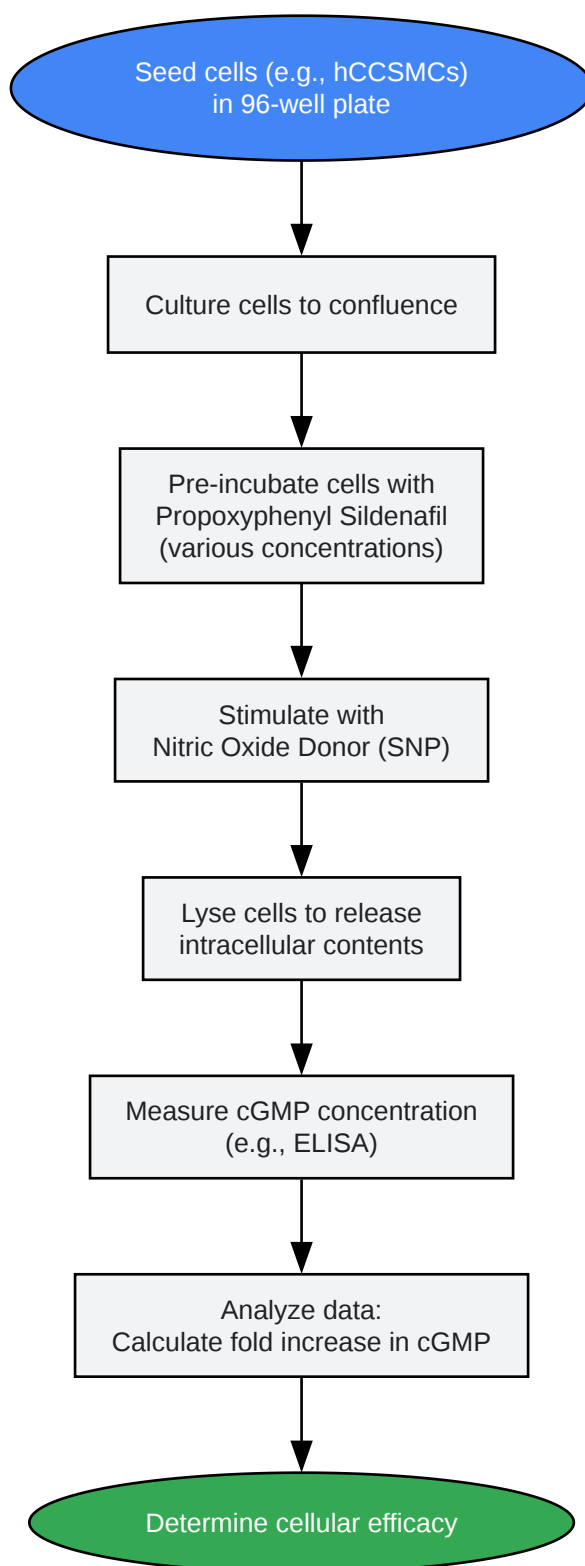 Seed cells (e.g., hCCSMCs)
in 96-well plate
Culture cells to confluence
Pre-incubate cells with
Propoxyphenyl Sildenafil
(various concentrations)
Stimulate with
Nitric Oxide Donor (SNP)
Lyse cells to release
intracellular contents
Measure cGMP concentration
(e.g., ELISA)
Analyze data:
Calculate fold increase in cGMP
Determine cellular efficacy